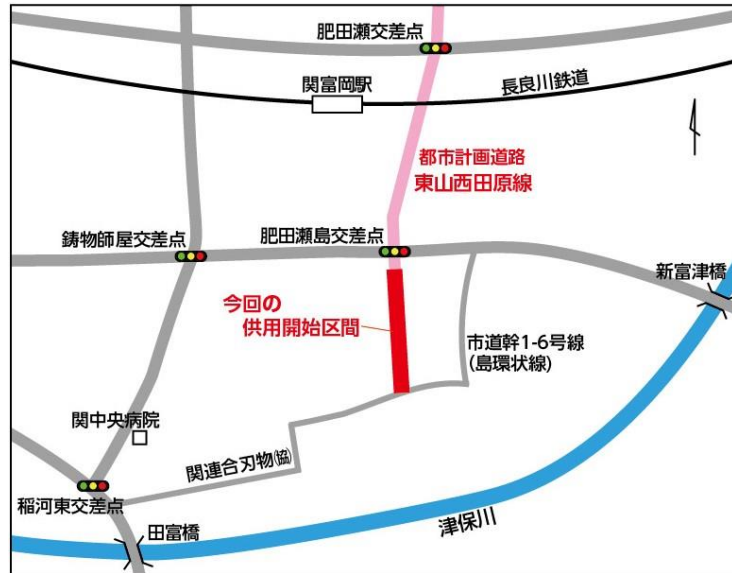 肥田瀬交差点
関富岡駅
長良川鉄道
都市計画道路
東山西田原線
鋳物師屋交差点
肥田瀬島交差点
新富津橋
今回の
供用開始区間
市道幹1-6号線
(島環状線)
関中央病院
関連合刃物㈿
稲河東交差点
田富橋
津保川